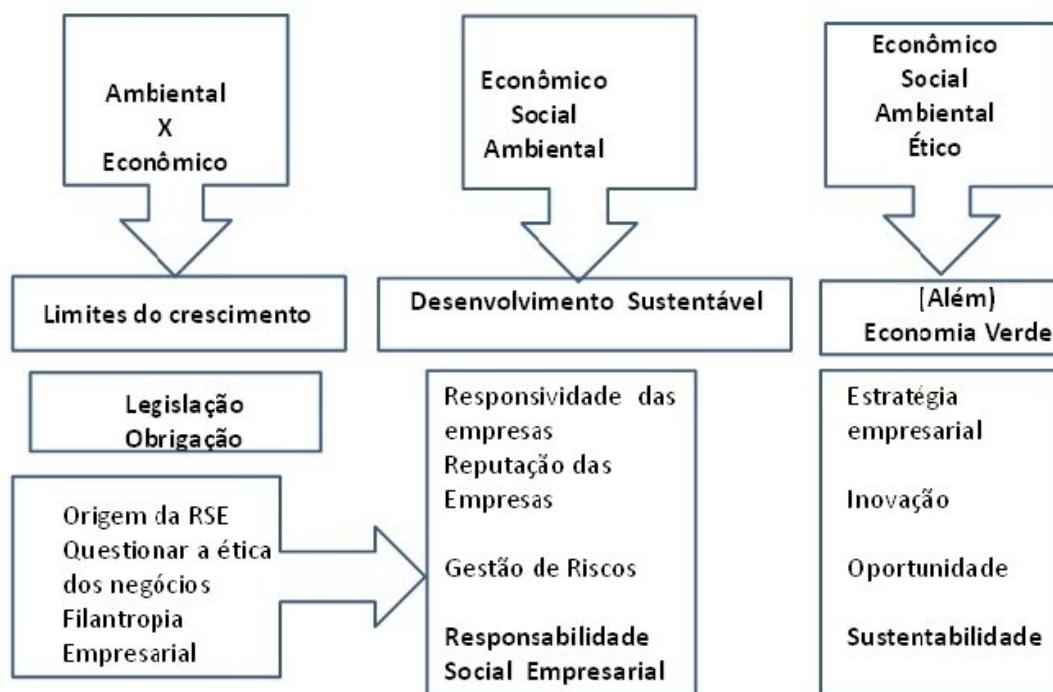 Ambiental
X
Econômico
Econômico
Social
Ambiental
Econômico
Social
Ambiental
Ético
Limites do crescimento
Desenvolvimento Sustentável
(Além)
Economia Verde
Legislação
Obrigação
Origem da RSE
Questionar a ética
dos negócios
Filantropia
Empresarial
Responsividade das
empresas
Reputação das
Empresas
Gestão de Riscos
Responsabilidade
Social Empresarial
Estratégia
empresarial
Inovação
Oportunidade
Sustentabilidade